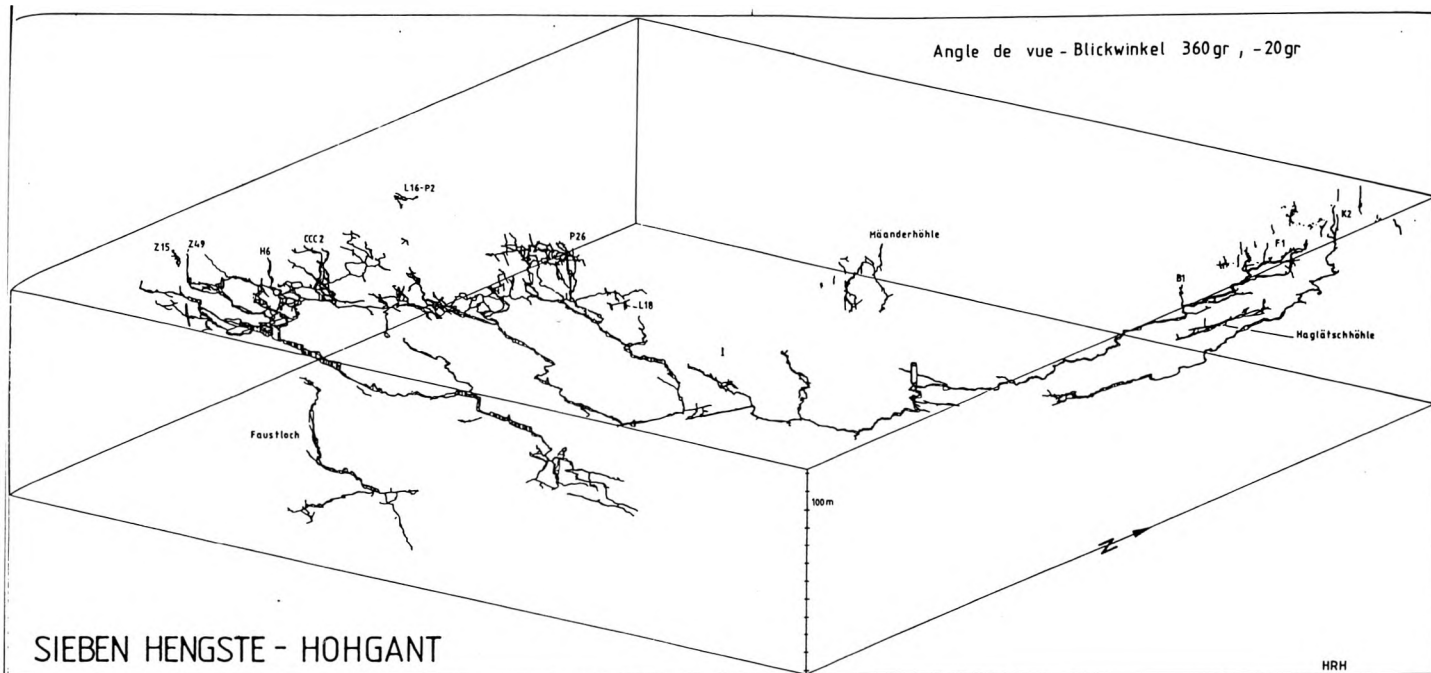 Angle de vue - Blickwinkel 360gr , -20gr
L16-P2
K2
Z15
Z49
H6
CCC2
P26
Mäanderhöhle
F1
B1
L18
Haglätschhöhle
I
Faustloch
100m
N
SIEBEN HENGSTE - HOHGANT
HRH